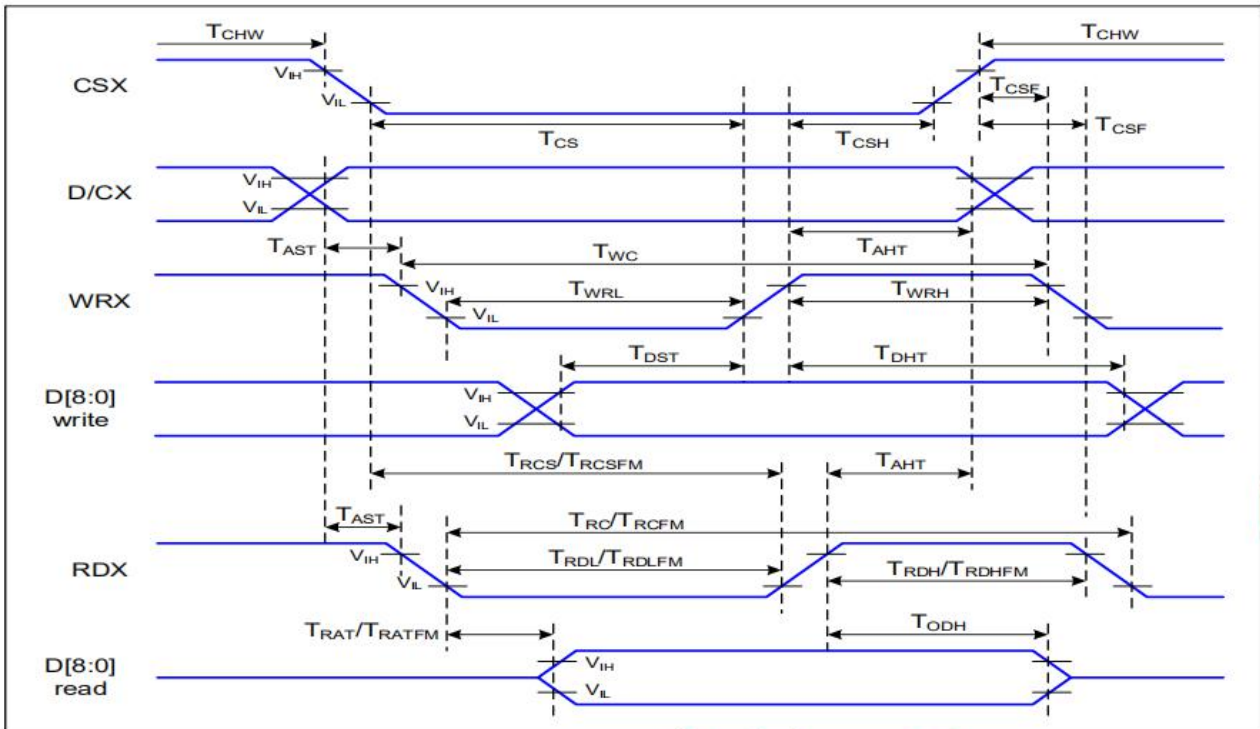 TCHW TCHW
VIH
CSX
VIL
TCSF
TCS TCSH TCSF
VIH
D/CX
VIL
TAST TWC TAHT
WRX
VIH TWRL TWRH
VIL
TDST TDHT
D[8:0]
write
VIH
VIL
TRCS/TRCSFM TAHT
TAST TRC/TRCFM
RDX
VIH TRDL/TRDLFM TRDH/TRDHFM
VIL
TRAT/TRATFM TODH
D[8:0]
read
VIH
VIL